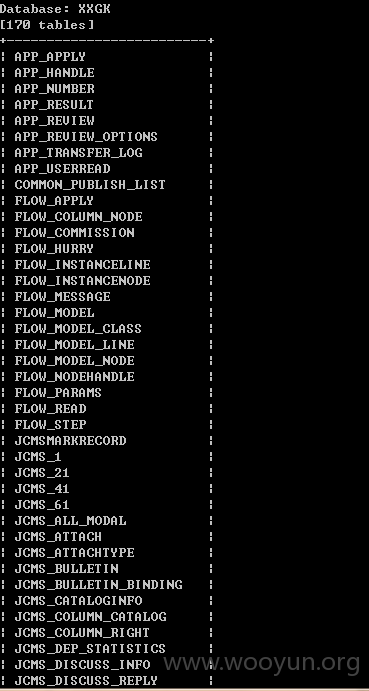 Database: XXGK
[170 tables]
+--------------------------+
| APP_APPLY |
| APP_HANDLE |
| APP_NUMBER |
| APP_RESULT |
| APP_REVIEW |
| APP_REVIEW_OPTIONS |
| APP_TRANSFER_LOG |
| APP_USERREAD |
| COMMON_PUBLISH_LIST |
| FLOW_APPLY |
| FLOW_COLUMN_NODE |
| FLOW_COMMISSION |
| FLOW_HURRY |
| FLOW_INSTANCELINE |
| FLOW_INSTANCENODE |
| FLOW_MESSAGE |
| FLOW_MODEL |
| FLOW_MODEL_CLASS |
| FLOW_MODEL_LINE |
| FLOW_MODEL_NODE |
| FLOW_NODEHANDLE |
| FLOW_PARAMS |
| FLOW_READ |
| FLOW_STEP |
| JCMSMARKRECORD |
| JCMS_1 |
| JCMS_21 |
| JCMS_41 |
| JCMS_61 |
| JCMS_ALL_MODAL |
| JCMS_ATTACH |
| JCMS_ATTACHTYPE |
| JCMS_BULLETIN |
| JCMS_BULLETIN_BINDING |
| JCMS_CATALOGINFO |
| JCMS_COLUMN_CATALOG |
| JCMS_COLUMN_RIGHT |
| JCMS_DEP_STATISTICS |
| JCMS_DISCUSS_INFO |
| JCMS_DISCUSS_REPLY |
www.wooyun.org